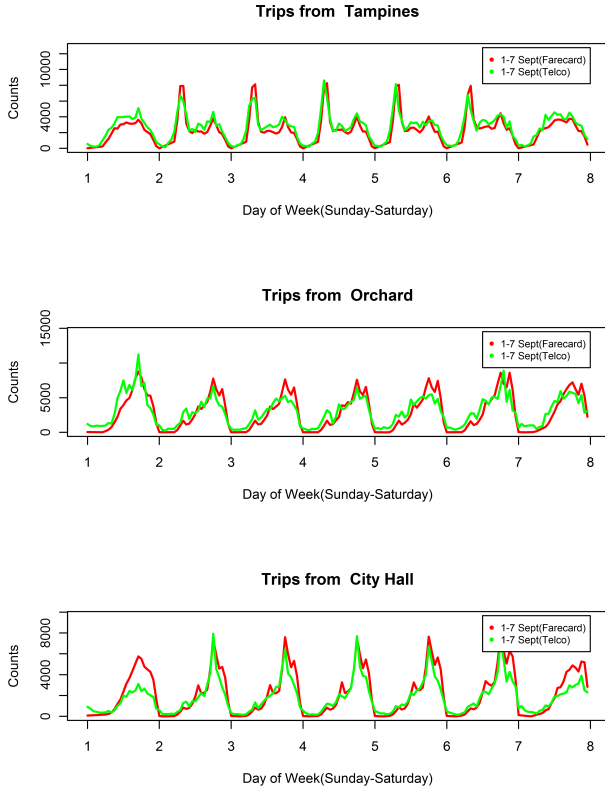 Trips from Tampines
Counts
0 4000 10000
1-7 Sept(Farecard)
1-7 Sept(Telco)
1 2 3 4 5 6 7 8
Day of Week(Sunday-Saturday)
Trips from Orchard
Counts
0 5000 15000
1-7 Sept(Farecard)
1-7 Sept(Telco)
1 2 3 4 5 6 7 8
Day of Week(Sunday-Saturday)
Trips from City Hall
Counts
0 4000 8000
1-7 Sept(Farecard)
1-7 Sept(Telco)
1 2 3 4 5 6 7 8
Day of Week(Sunday-Saturday)